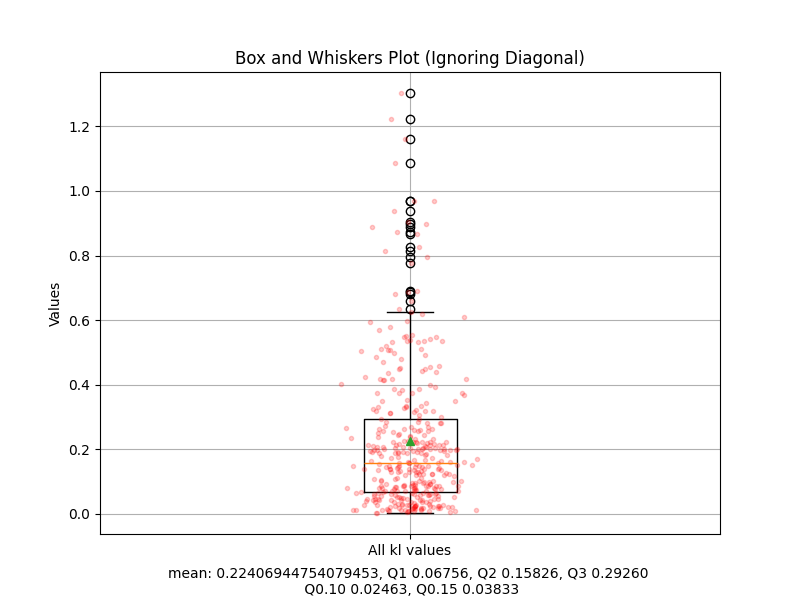 Box and Whiskers Plot (Ignoring Diagonal)
1.2
1.0
0.8
0.6
0.4
0.2
0.0
Values
All kl values
mean: 0.22406944754079453, Q1 0.06756, Q2 0.15826, Q3 0.29260
Q0.10 0.02463, Q0.15 0.03833